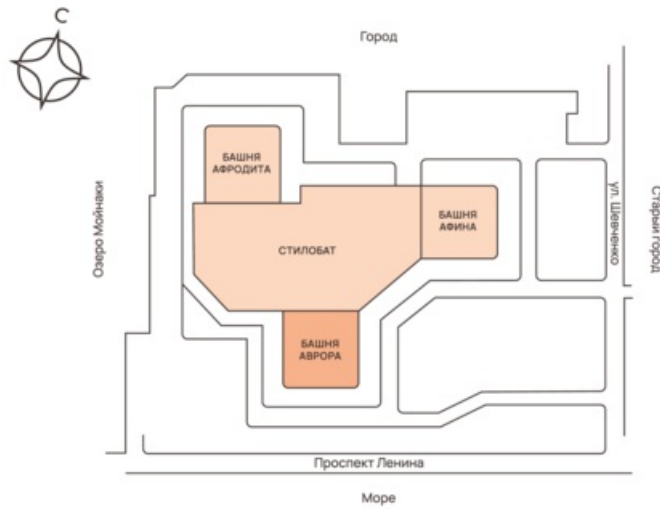 С
Город
БАШНЯ
АФРОДИТА
БАШНЯ
АФИНА
СТИЛОБАТ
БАШНЯ
АВРОРА
Озеро Мойнаки
ул. Шевченко
Старый город
Проспект Ленина
Море